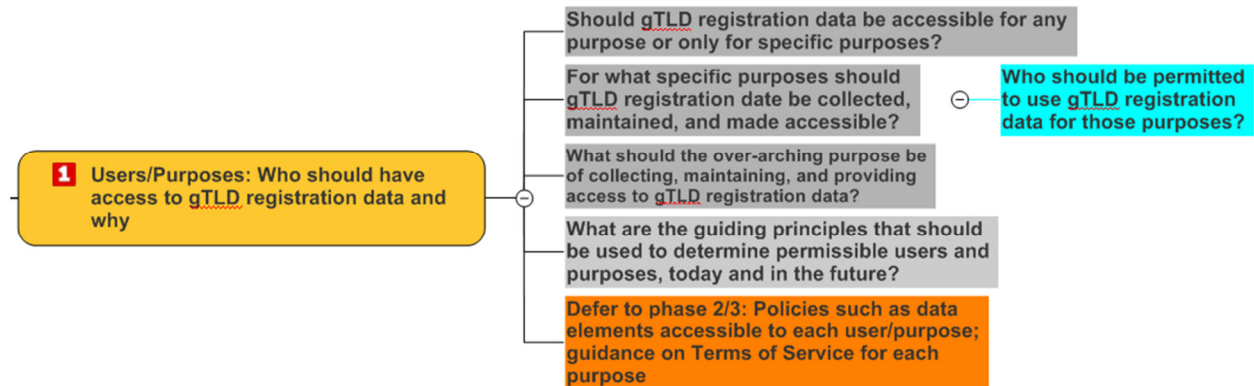 Should gTLD registration data be accessible for any
purpose or only for specific purposes?
For what specific purposes should
gTLD registration date be collected,
maintained, and made accessible?
Who should be permitted
to use gTLD registration
data for those purposes?
1
Users/Purposes: Who should have
access to gTLD registration data and
why
What should the over-arching purpose be
of collecting, maintaining, and providing
access to gTLD registration data?
What are the guiding principles that should
be used to determine permissible users and
purposes, today and in the future?
Defer to phase 2/3: Policies such as data
elements accessible to each user/purpose;
guidance on Terms of Service for each
purpose